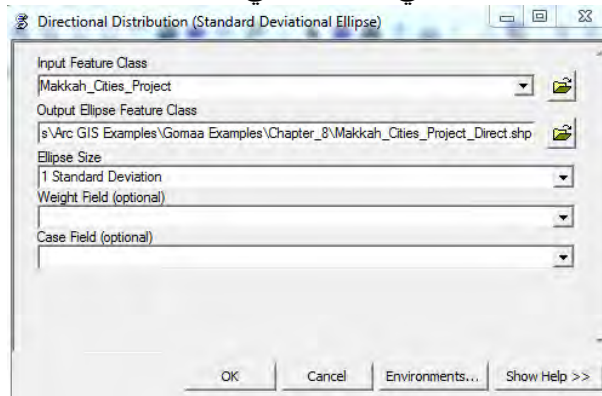 Directional Distribution (Standard Deviational Ellipse)
Input Feature Class
Makkah_Cities_Project
Output Ellipse Feature Class
s\Arc GIS Examples\Gomaa Examples\Chapter_8\Makkah_Cities_Project_Direct.shp
Ellipse Size
1 Standard Deviation
Weight Field (optional)
Case Field (optional)
OK Cancel Environments... Show Help >>